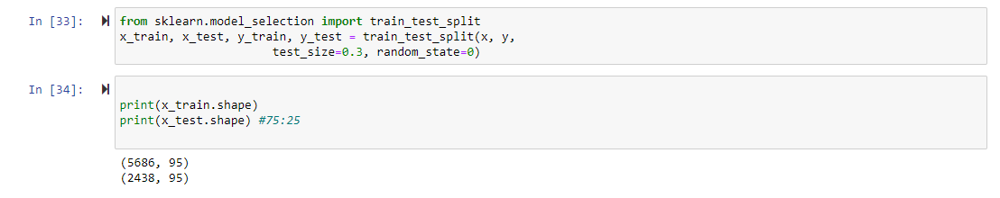 In [33]: from sklearn.model_selection import train_test_split
x_train, x_test, y_train, y_test = train_test_split(x, y,
test_size=0.3, random_state=0)
In [34]:
print(x_train.shape)
print(x_test.shape) #75:25
(5686, 95)
(2438, 95)